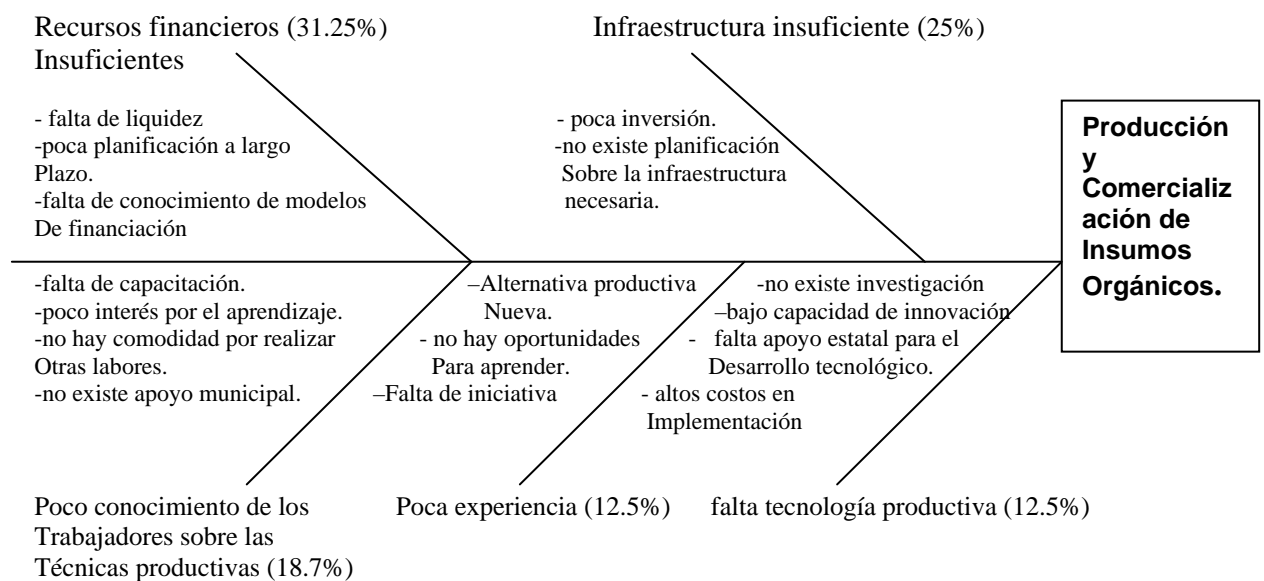 Recursos financieros (31.25%)
Insuficientes
- falta de liquidez
-poca planificación a largo
Plazo.
-falta de conocimiento de modelos
De financiación
Infraestructura insuficiente (25%)
- poca inversión.
-no existe planificación
Sobre la infraestructura
necesaria.
Producción
y
Comercializ
ación de
Insumos
Orgánicos.
-falta de capacitación.
-poco interés por el aprendizaje.
-no hay comodidad por realizar
Otras labores.
-no existe apoyo municipal.
Poco conocimiento de los
Trabajadores sobre las
Técnicas productivas (18.7%)
–Alternativa productiva
Nueva.
- no hay oportunidades
Para aprender.
–Falta de iniciativa
Poca experiencia (12.5%)
-no existe investigación
–bajo capacidad de innovación
- falta apoyo estatal para el
Desarrollo tecnológico.
- altos costos en
Implementación
falta tecnología productiva (12.5%)